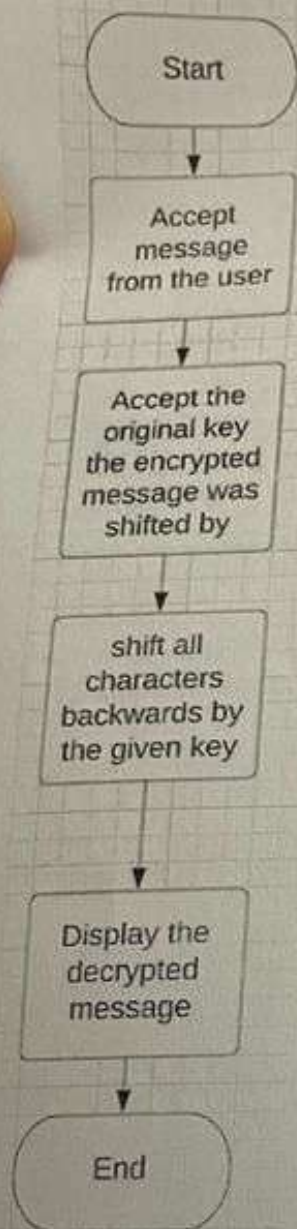 Start
Accept
message
from the user
Accept the
original key
the encrypted
message was
shifted by
shift all
characters
backwards by
the given key
Display the
decrypted
message
End